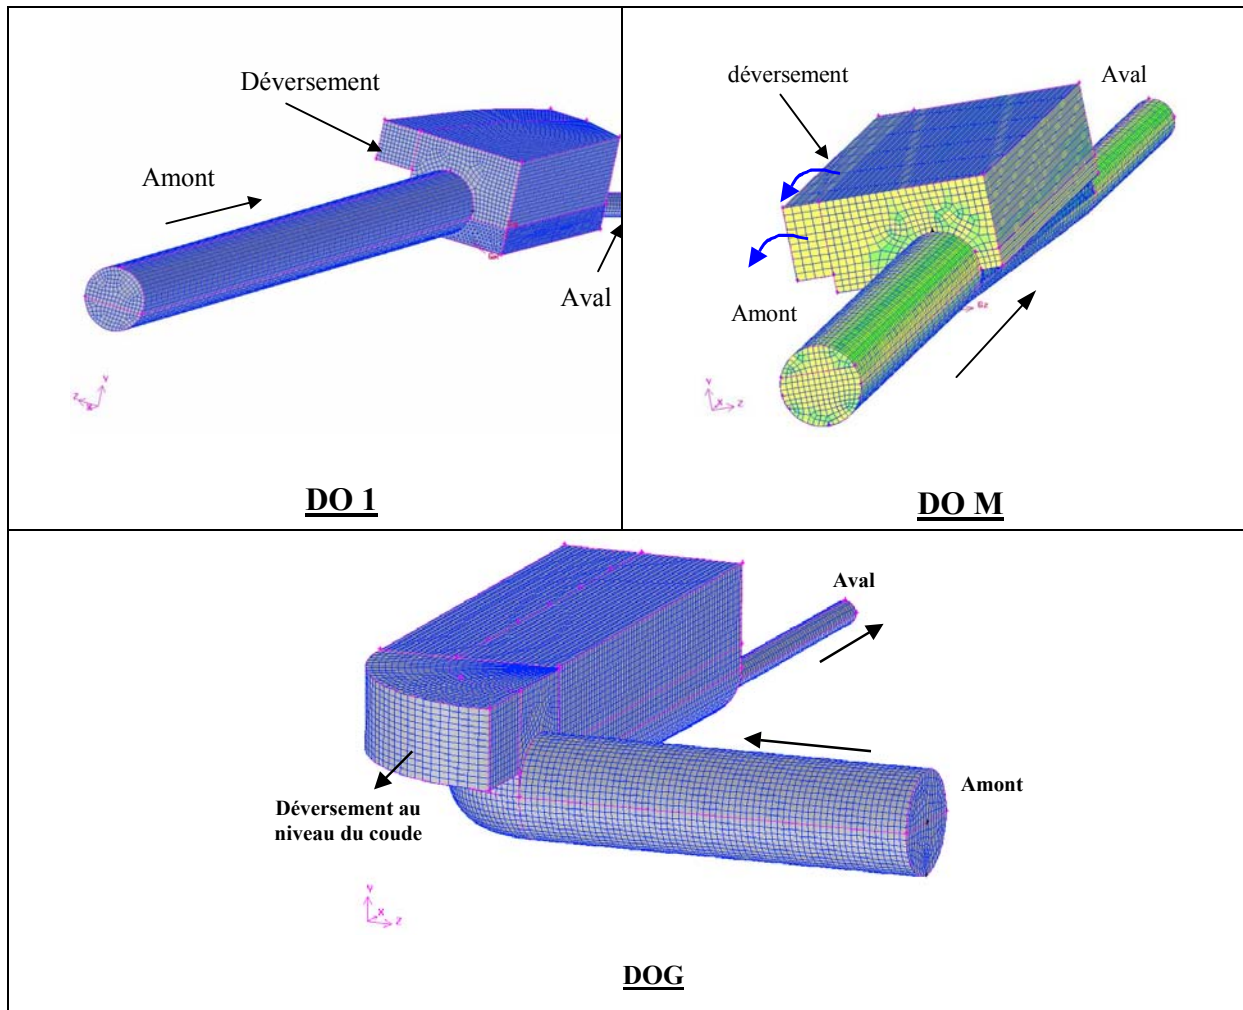 Déversement
Amont
Aval
DO 1
déversement
Aval
Amont
DO M
Aval
Amont
Déversement au
niveau du coude
DOG